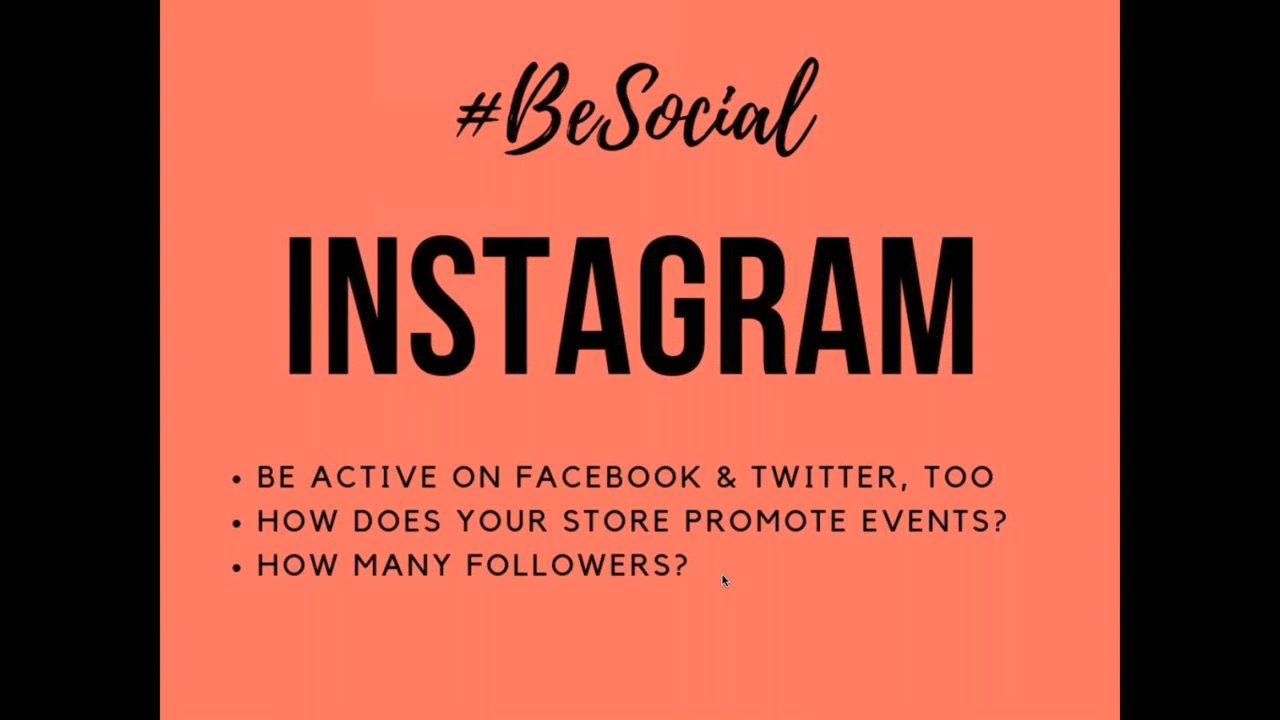 #BeSocial
INSTAGRAM
• BE ACTIVE ON FACEBOOK & TWITTER, TOO
• HOW DOES YOUR STORE PROMOTE EVENTS?
• HOW MANY FOLLOWERS?